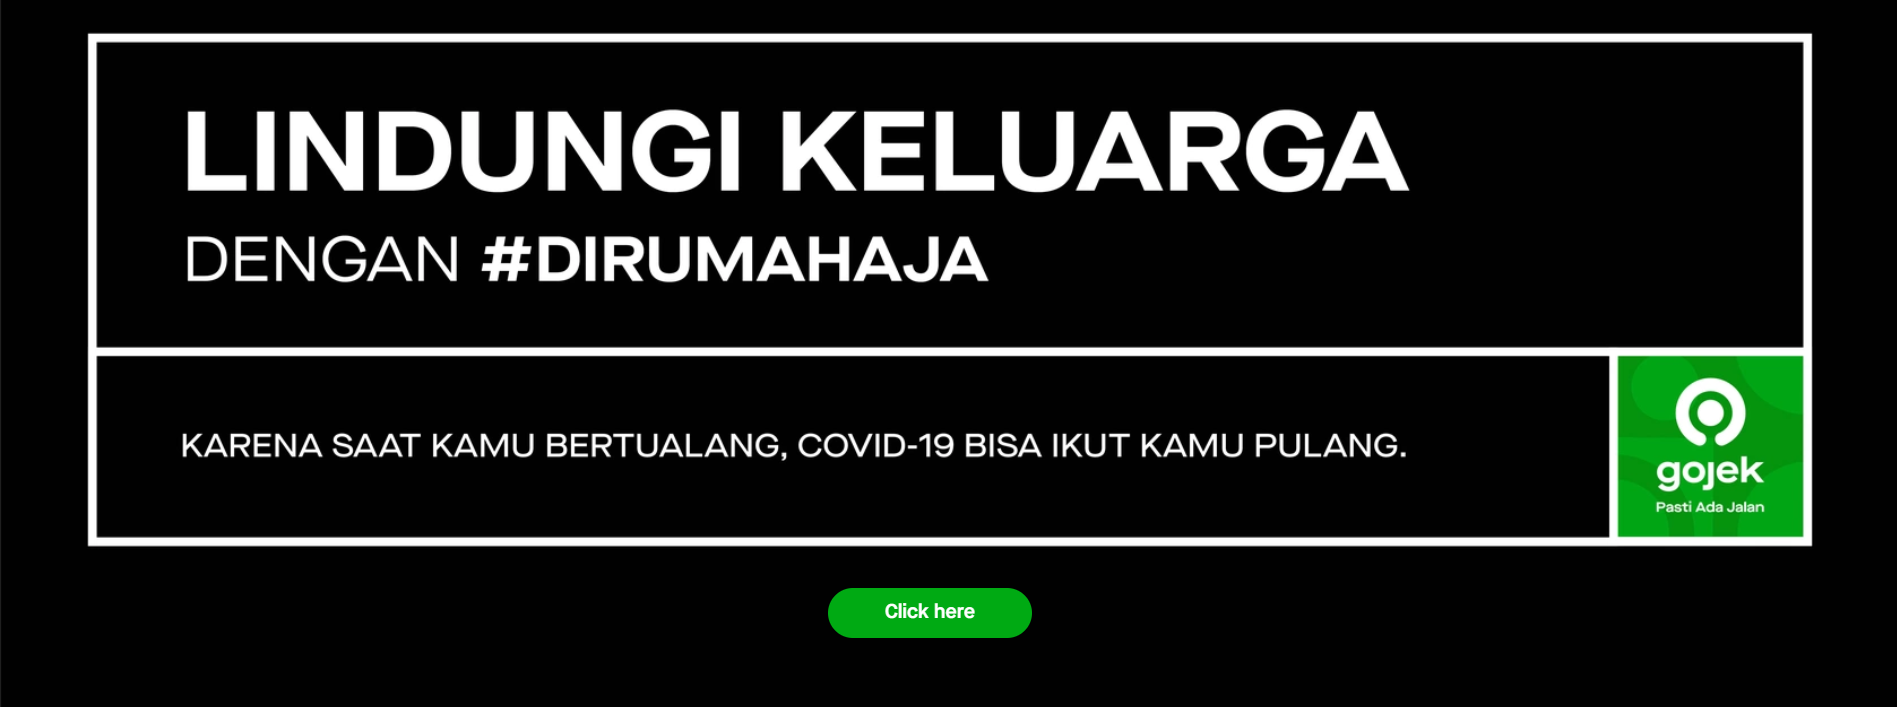 LINDUNGI KELUARGA
DENGAN #DIRUMAHAJA
KARENA SAAT KAMU BERTUALANG, COVID-19 BISA IKUT KAMU PULANG.
gojek
Pasti Ada Jalan
Click here